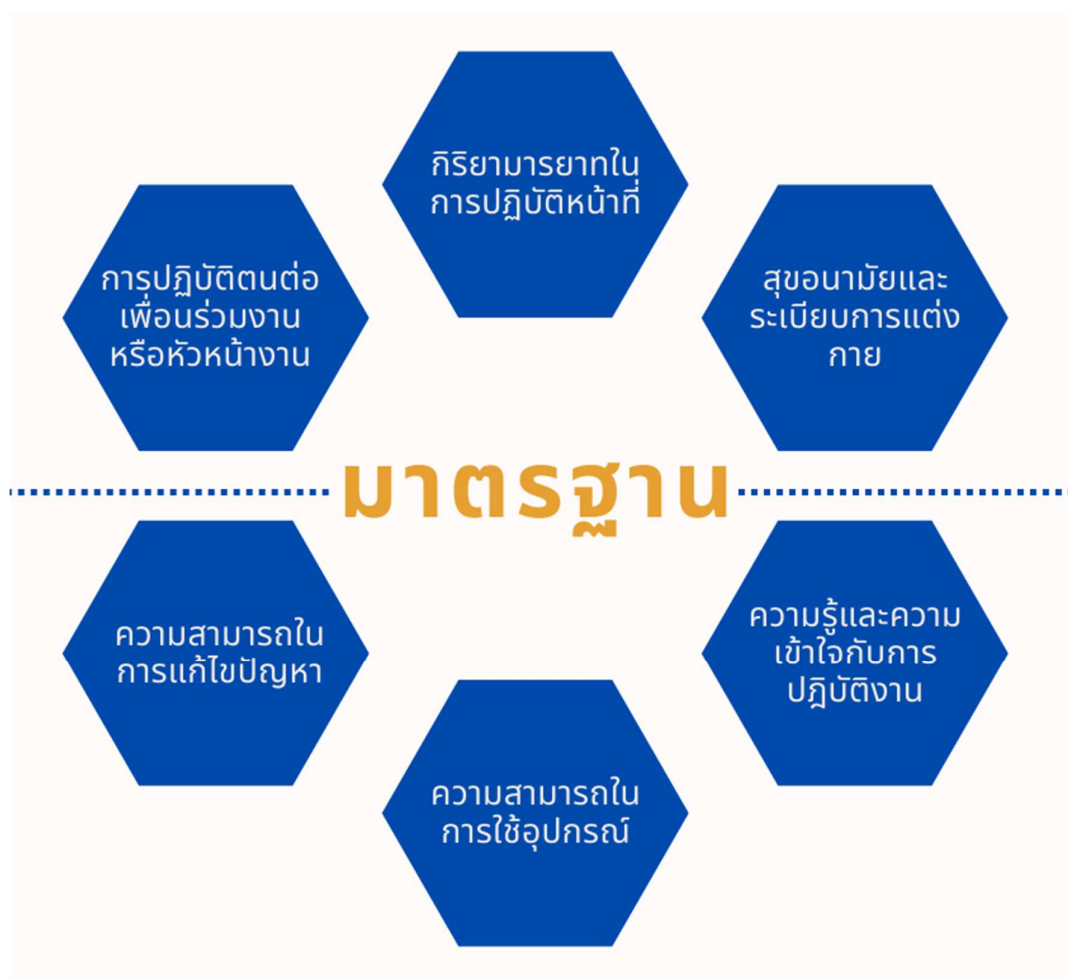 กิริยามารยาทใน
การปฏิบัติหน้าที่
การปฏิบัติตนต่อ
เพื่อนร่วมงาน
หรือหัวหน้างาน
สุขอนามัยและ
ระเบียบการแต่ง
กาย
มาตรฐาน
ความสามารถใน
การแก้ไขปัญหา
ความรู้และความ
เข้าใจกับการ
ปฎิบัติงาน
ความสามารถใน
การใช้อุปกรณ์